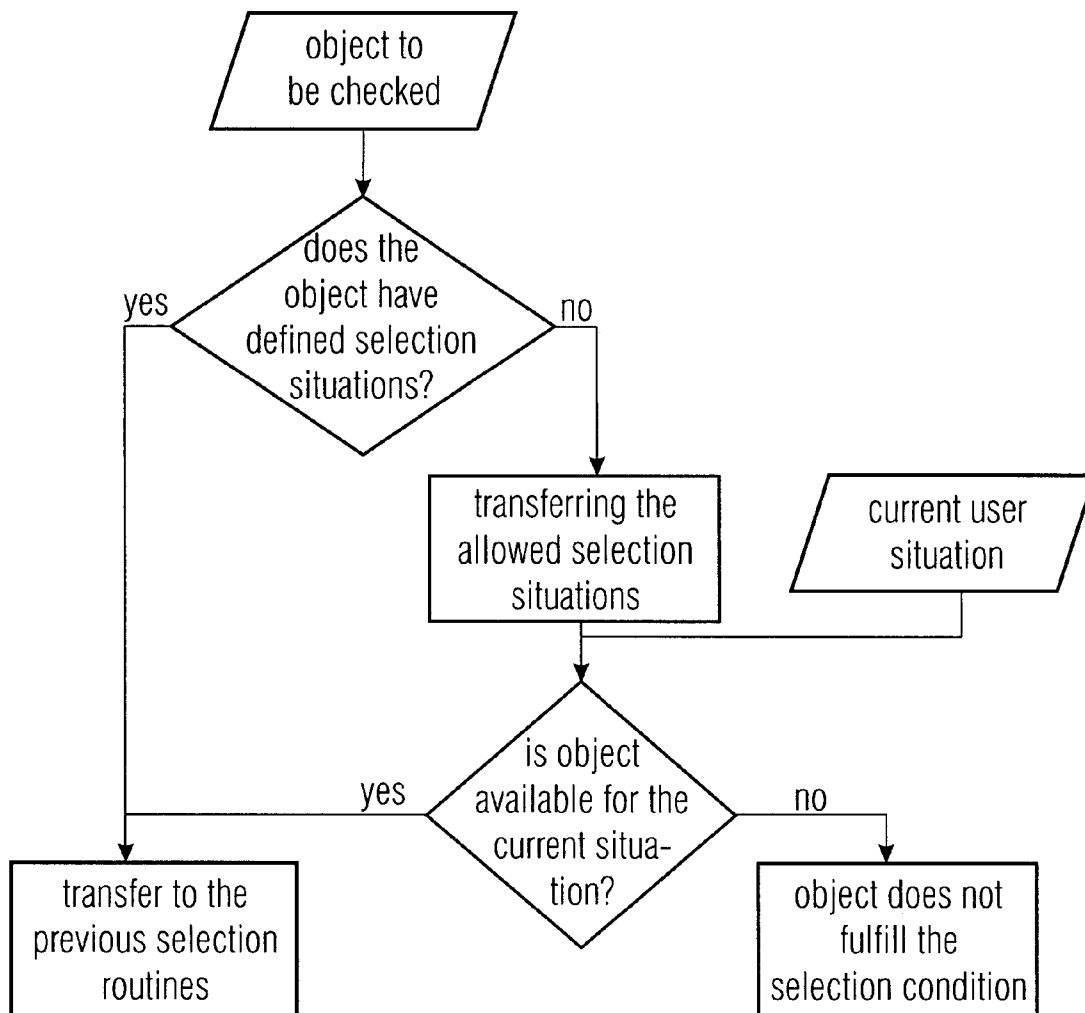 object to
be checked
does the
object have
defined selection
situations?
yes
no
transferring the
allowed selection
situations
current user
situation
is object
available for the
current situa-
tion?
yes
no
transfer to the
previous selection
routines
object does not
fulfill the
selection condition